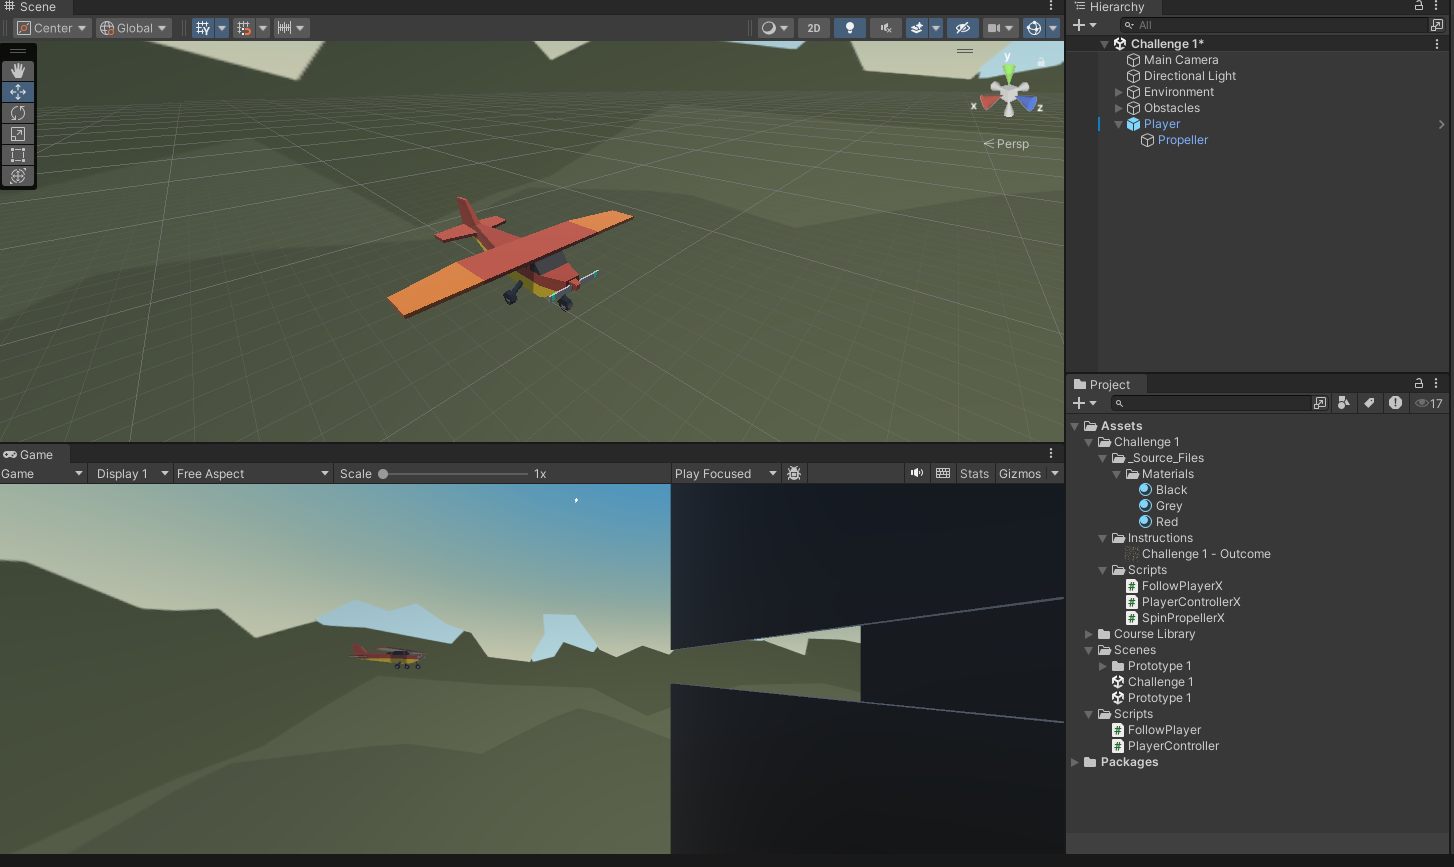 Scene
Center Global 2D
y
x z
Persp
Game
Game Display 1 Free Aspect Scale 1x Play Focused Stats Gizmos
Hierarchy
All
Challenge 1*
Main Camera
Directional Light
Environment
Obstacles
Player
Propeller
Project
17
Assets
Challenge 1
_Source_Files
Materials
Black
Grey
Red
Instructions
Challenge 1 - Outcome
Scripts
FollowPlayerX
PlayerControllerX
SpinPropellerX
Course Library
Scenes
Prototype 1
Challenge 1
Prototype 1
Scripts
FollowPlayer
PlayerController
Packages